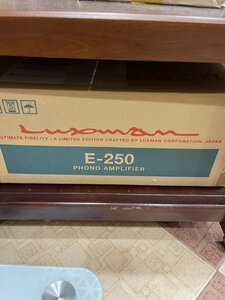 Luxman
ULTIMATE FIDELITY : A LIMITED EDITION CRAFTED BY LUXMAN CORPORATION, JAPAN
E-250
PHONO AMPLIFIER